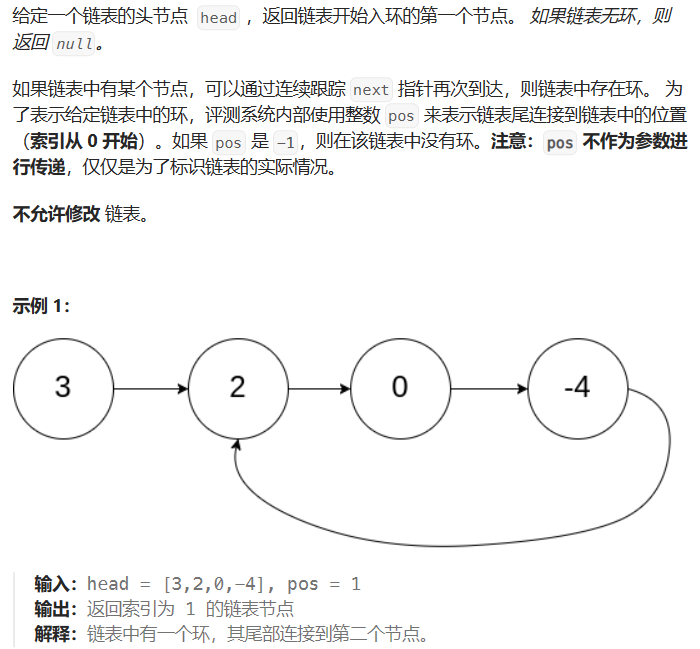 给定一个链表的头节点 head ，返回链表开始入环的第一个节点。 如果链表无环，则
返回 null。
如果链表中有某个节点，可以通过连续跟踪 next 指针再次到达，则链表中存在环。 为
了表示给定链表中的环，评测系统内部使用整数 pos 来表示链表尾连接到链表中的位置
（索引从 0 开始）。如果 pos 是 -1，则在该链表中没有环。注意：pos 不作为参数进
行传递，仅仅是为了标识链表的实际情况。
不允许修改 链表。
示例 1：
3 2 0 -4
输入：head = [3,2,0,-4], pos = 1
输出：返回索引为 1 的链表节点
解释：链表中有一个环，其尾部连接到第二个节点。